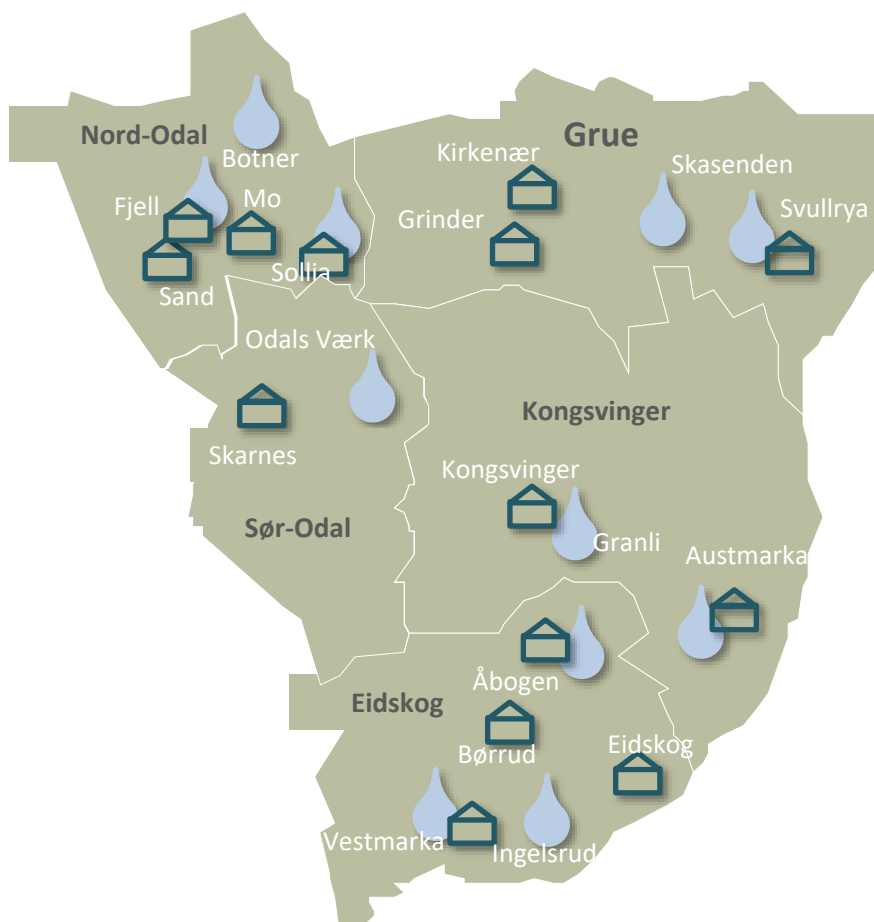 Nord-Odal
Botner
Fjell
Mo
Sollia
Sand
Grue
Kirkenær
Skasenden
Grinder
Svullrya
Odals Værk
Skarnes
Sør-Odal
Kongsvinger
Kongsvinger
Granli
Austmarka
Åbogen
Eidskog
Børrud
Eidskog
Vestmarka
Ingelsrud